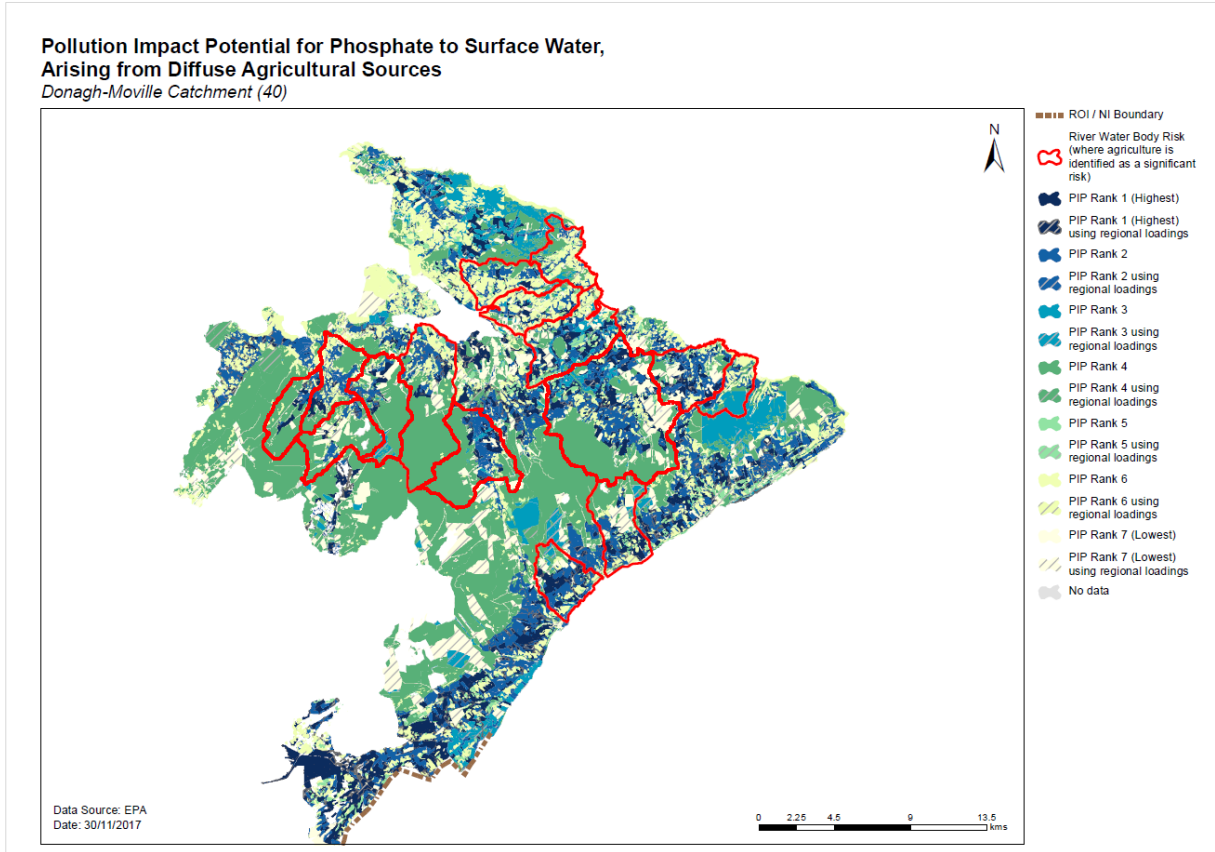 Pollution Impact Potential for Phosphate to Surface Water,
Arising from Diffuse Agricultural Sources
Donagh-Moville Catchment (40)
N
ROI / NI Boundary
River Water Body Risk
(where agriculture is
identified as a significant
risk)
PIP Rank 1 (Highest)
PIP Rank 1 (Highest)
using regional loadings
PIP Rank 2
PIP Rank 2 using
regional loadings
PIP Rank 3
PIP Rank 3 using
regional loadings
PIP Rank 4
PIP Rank 4 using
regional loadings
PIP Rank 5
PIP Rank 5 using
regional loadings
PIP Rank 6
PIP Rank 6 using
regional loadings
PIP Rank 7 (Lowest)
PIP Rank 7 (Lowest)
using regional loadings
No data
Data Source: EPA
Date: 30/11/2017
0 2.25 4.5 9 13.5
kms